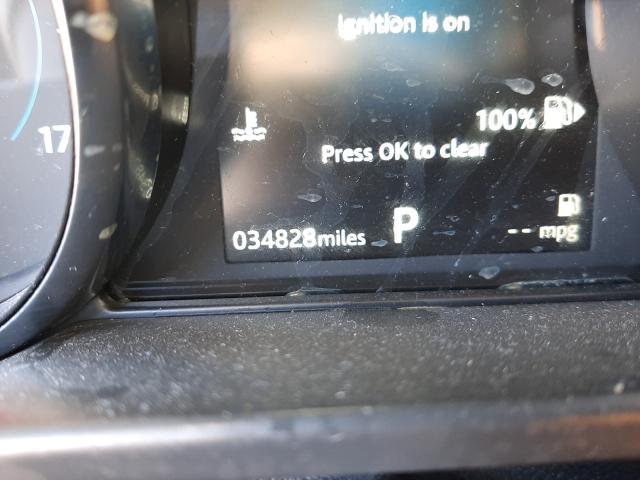 Ignition is on
17
100%
Press OK to clear
034828miles P -- mpg